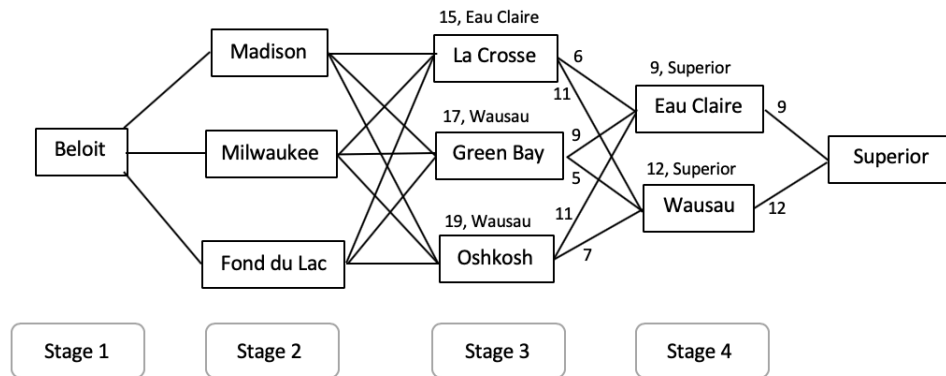 15, Eau Claire
Madison
La Crosse
6
9, Superior
11
Eau Claire
9
17, Wausau
Beloit
Milwaukee
Green Bay
9
5
Superior
12, Superior
Wausau
12
19, Wausau
11
Fond du Lac
Oshkosh
7
Stage 1
Stage 2
Stage 3
Stage 4